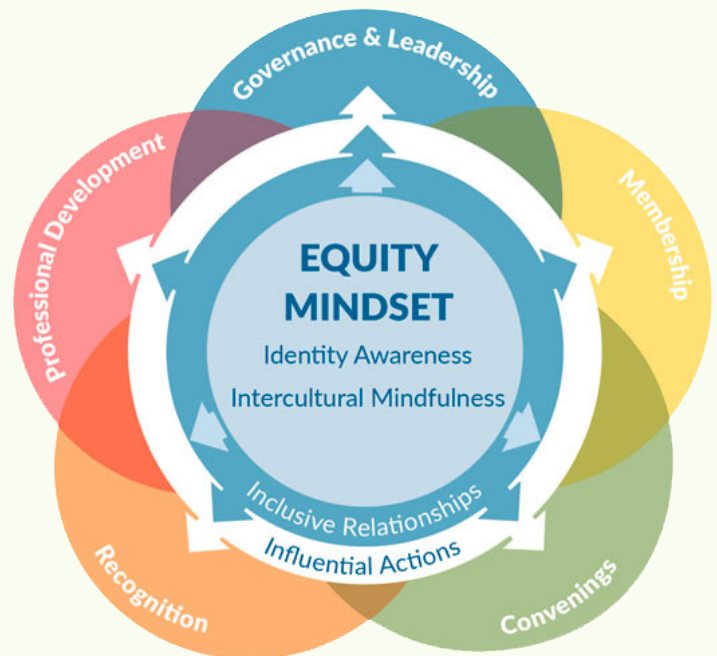 Governance & Leadership
Professional Development
Membership
EQUITY
MINDSET
Identity Awareness
Intercultural Mindfulness
Inclusive Relationships
Influential Actions
Recognition
Convenings